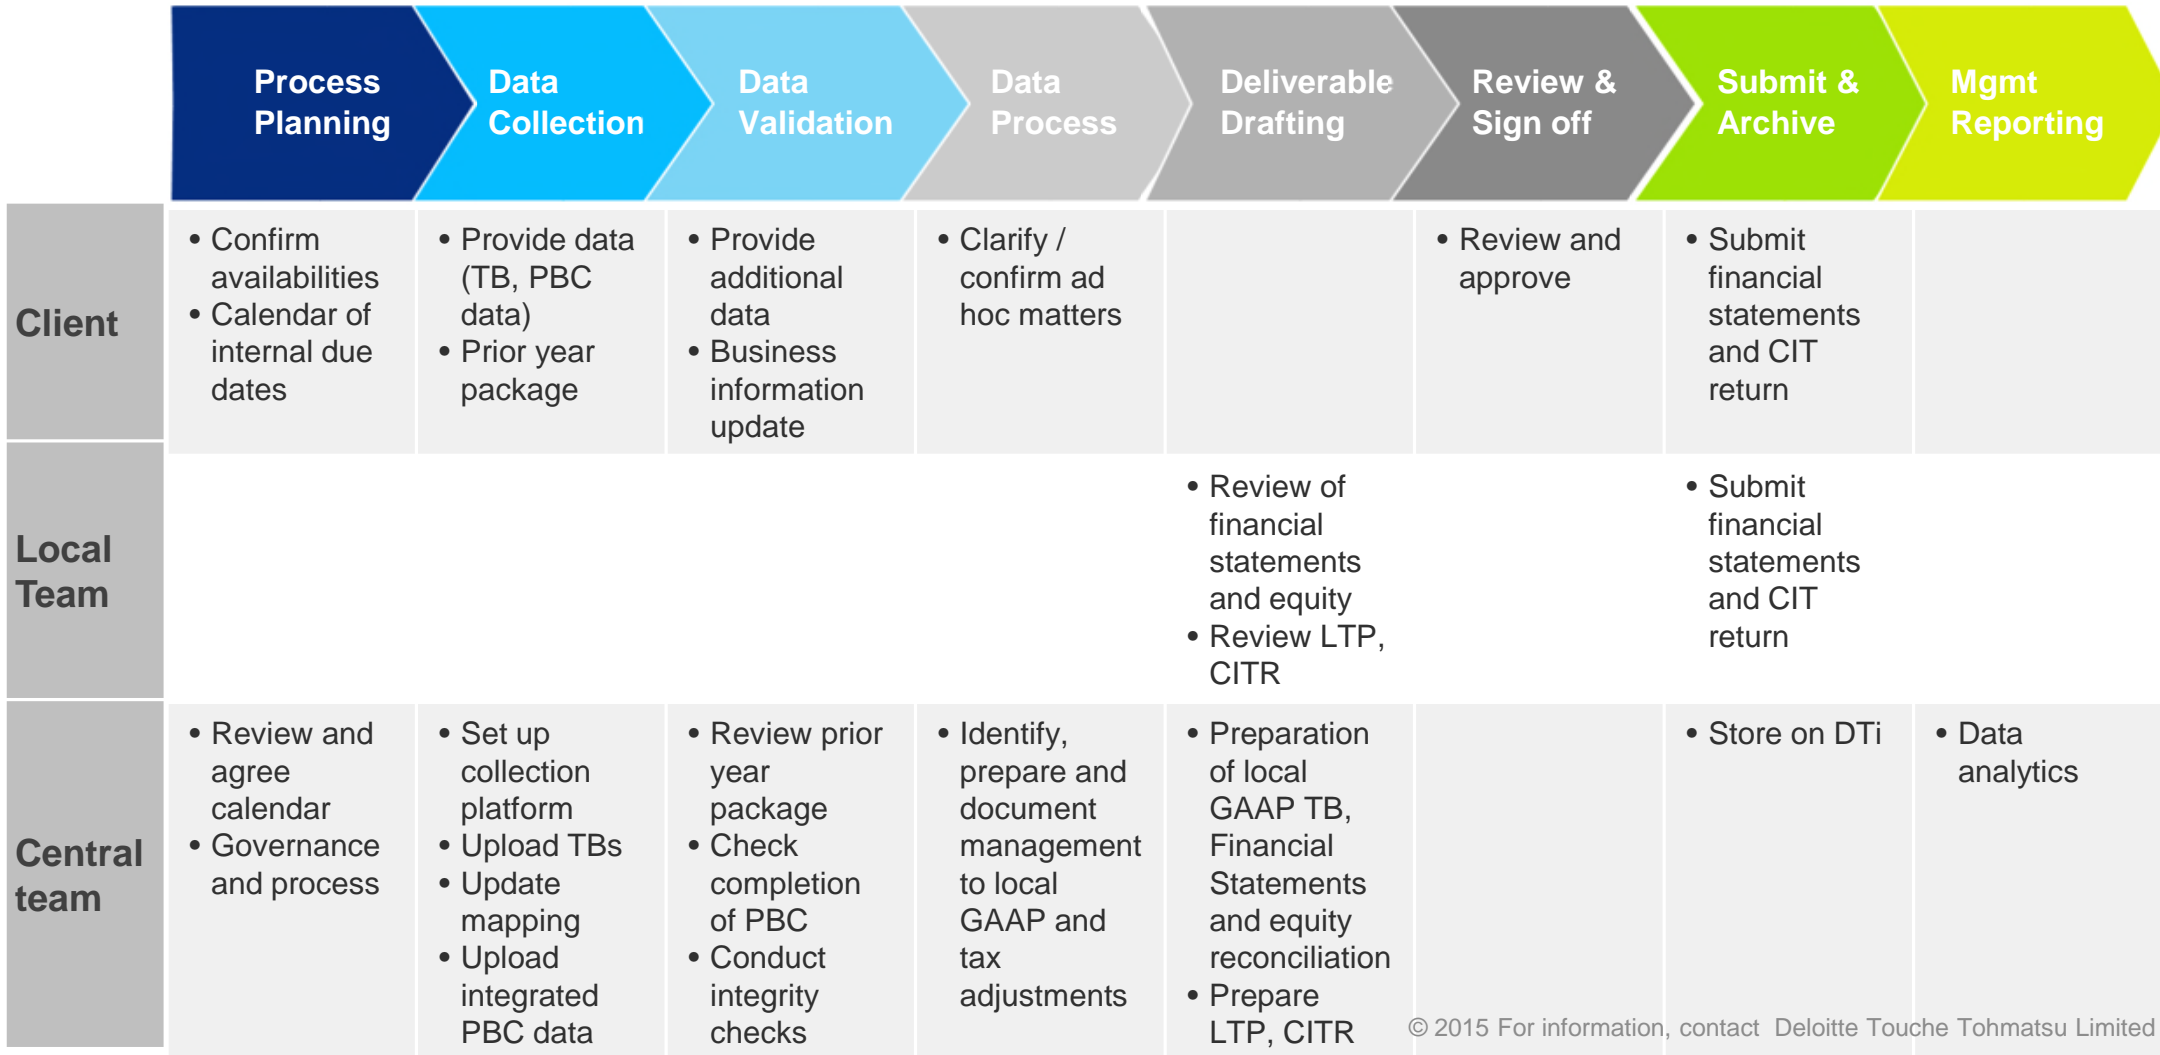 Process
Planning
Data
Collection
Data
Validation
Data
Process
Deliverable
Drafting
Review &
Sign off
Submit &
Archive
Mgmt
Reporting
Client
• Confirm
availabilities
• Calendar of
internal due
dates
• Provide data
(TB, PBC
data)
• Prior year
package
• Provide
additional
data
• Business
information
update
• Clarify /
confirm ad
hoc matters
• Review and
approve
• Submit
financial
statements
and CIT
return
Local
Team
• Review of
financial
statements
and equity
• Review LTP,
CITR
• Submit
financial
statements
and CIT
return
Central
team
• Review and
agree
calendar
• Governance
and process
• Set up
collection
platform
• Upload TBs
• Update
mapping
• Upload
integrated
PBC data
• Review prior
year
package
• Check
completion
of PBC
• Conduct
integrity
checks
• Identify,
prepare and
document
management
to local
GAAP and
tax
adjustments
• Preparation
of local
GAAP TB,
Financial
Statements
and equity
reconciliation
• Prepare
LTP, CITR
• Store on DTi
• Data
analytics
© 2015 For information, contact Deloitte Touche Tohmatsu Limited